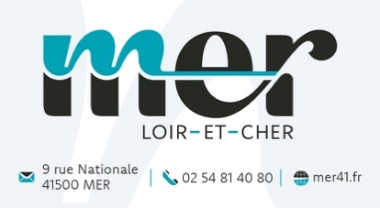 mer
LOIR-ET-CHER
9 rue Nationale
41500 MER
02 54 81 40 80
mer41.fr